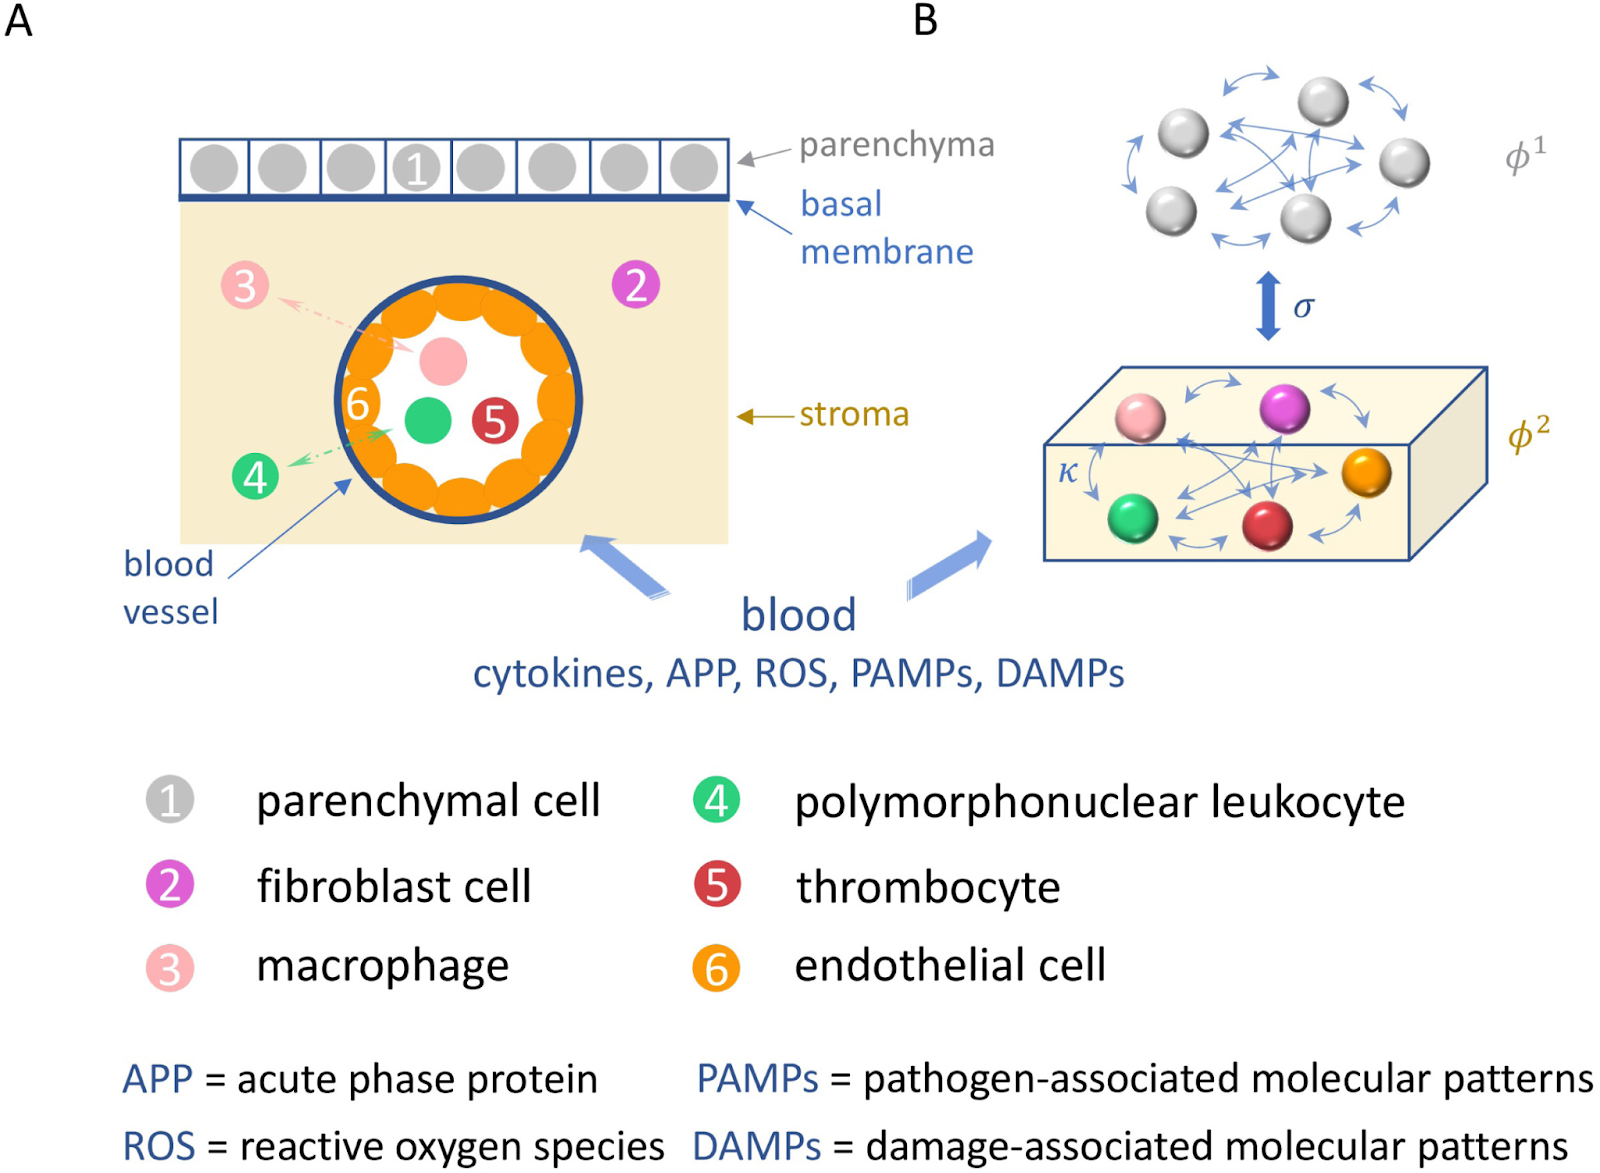 A
B
parenchyma
basal
membrane
stroma
blood
vessel
1
3
2
6
5
4
ϕ¹
σ
κ
ϕ²
blood
cytokines, APP, ROS, PAMPs, DAMPs
1 parenchymal cell
4 polymorphonuclear leukocyte
2 fibroblast cell
5 thrombocyte
3 macrophage
6 endothelial cell
APP = acute phase protein
PAMPs = pathogen-associated molecular patterns
ROS = reactive oxygen species
DAMPs = damage-associated molecular patterns